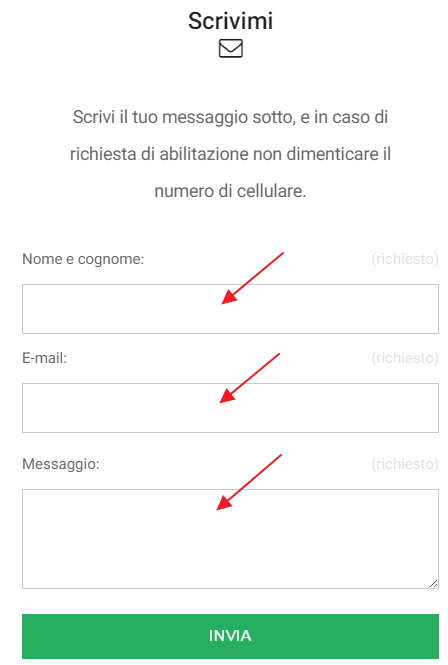 Scrivimi
Scrivi il tuo messaggio sotto, e in caso di
richiesta di abilitazione non dimenticare il
numero di cellulare.
Nome e cognome: (richiesto)
E-mail: (richiesto)
Messaggio: (richiesto)
INVIA